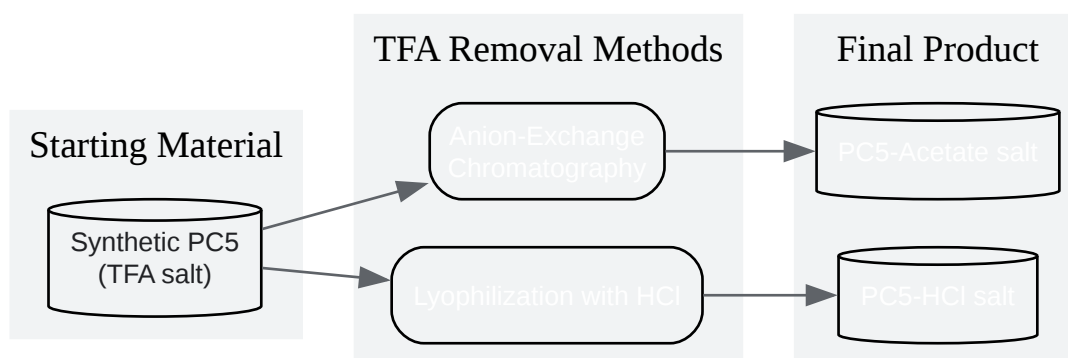 TFA Removal Methods
Final Product
Starting Material
Anion-Exchange
Chromatography
PC5-Acetate salt
Synthetic PC5
(TFA salt)
Lyophilization with HCl
PC5-HCl salt